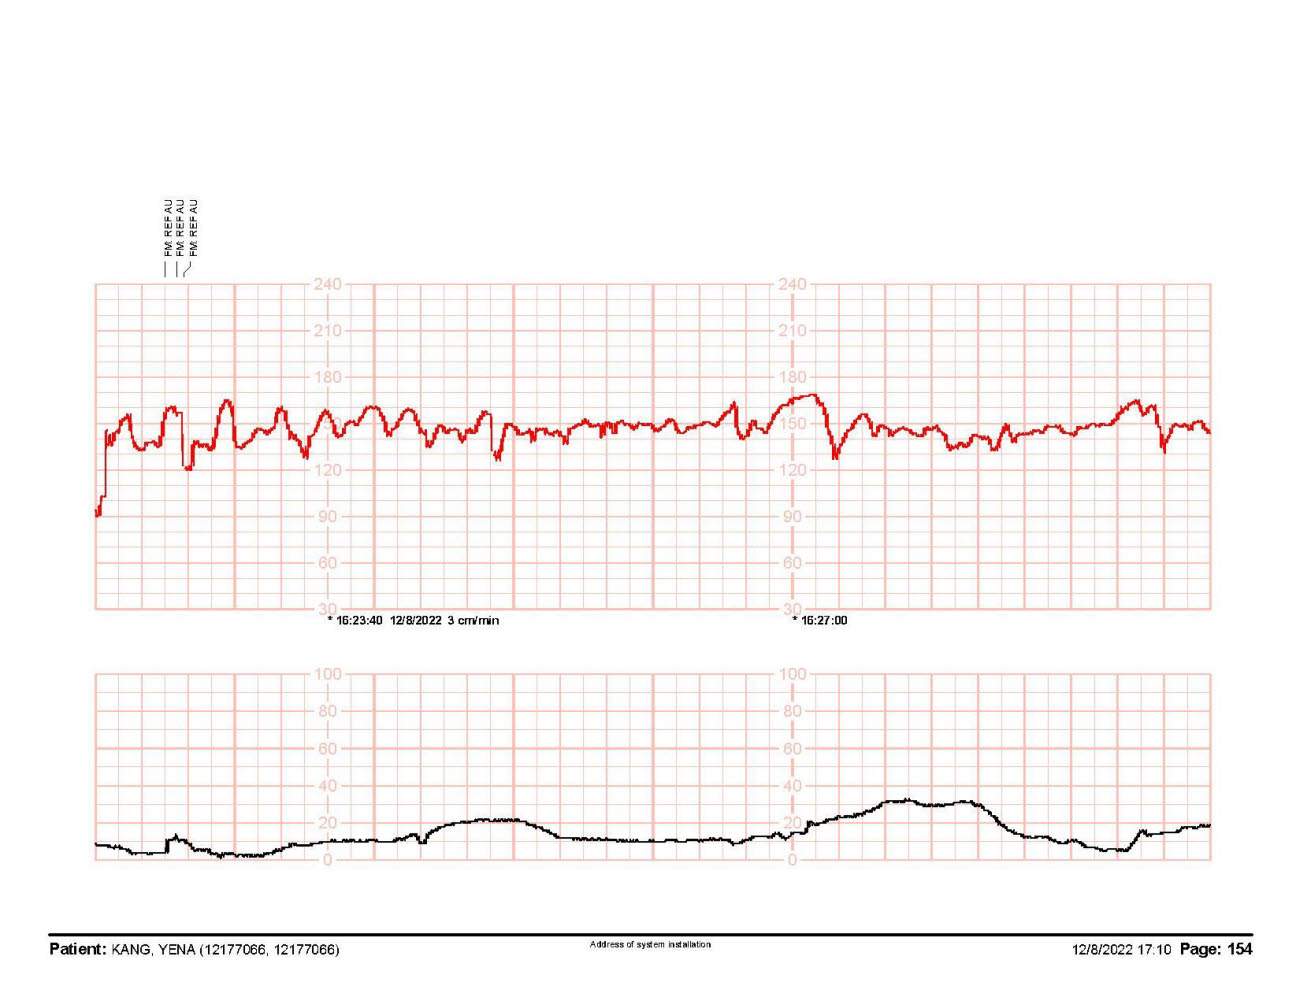 FM: REF AU
FM: REF AU
FM: REF AU
240 240
210 210
180 180
150 150
120 120
90 90
60 60
30 30
* 16:23:40 12/8/2022 3 cm/min * 16:27:00
100 100
80 80
60 60
40 40
20 20
0 0
Patient: KANG, YENA (12177066, 12177066) Address of system installation 12/8/2022 17:10 Page: 154